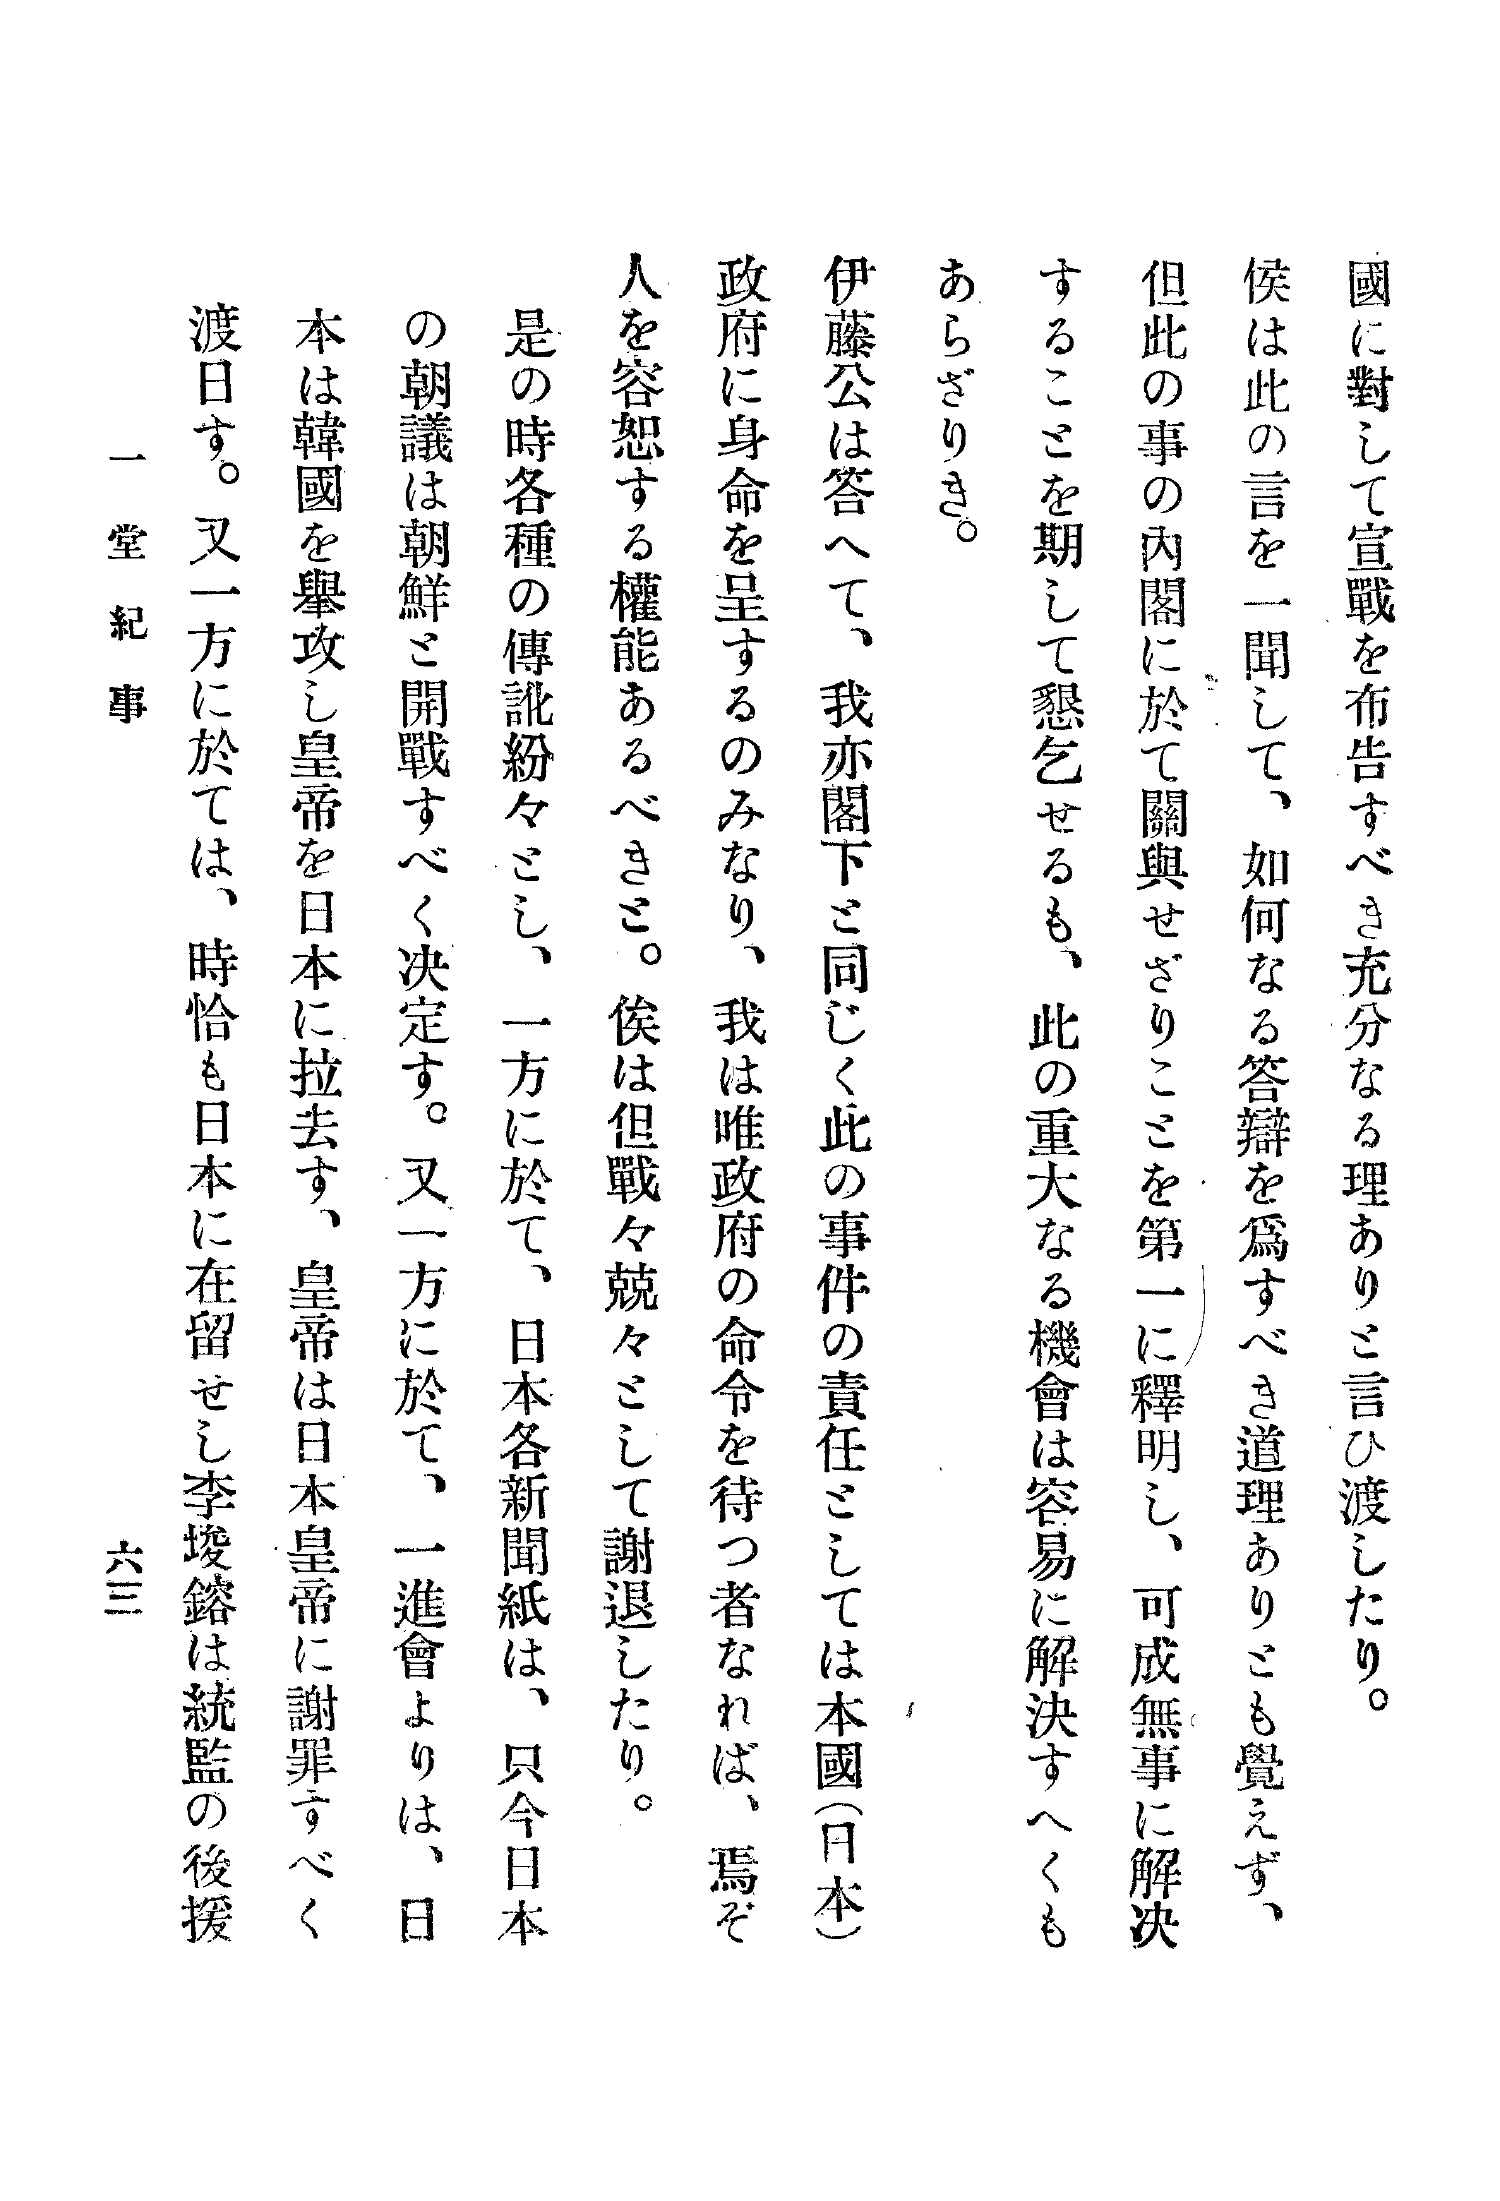 國に對して宣戰を布告すべき充分なる理ありと言ひ渡したり。
侯は此の言を一聞して、如何なる答辯を爲すべき道理ありとも覺えず、
但此の事の內閣に於て關與せざりことを第一に釋明し、可成無事に解决
することを期して懇乞せるも、此の重大なる機會は容易に解決すへくも
あらざりき。
伊藤公は答へて、我亦閣下と同じく此の事件の責任としては本國(日本)
政府に身命を呈するのみなり、我は唯政府の命令を待つ者なれば、焉ぞ
人を容恕する權能あるべきと。俟は但戰々兢々として謝退したり。
是の時各種の傳訛紛々とし、一方に於て、日本各新聞紙は、只今日本
の朝議は朝鮮と開戰すべく决定す。又一方に於て、一進會よりは、日
本は韓國を擧攻し皇帝を日本に拉去す、皇帝は日本皇帝に謝罪すべく
渡日す。又一方に於ては、時恰も日本に在留せし李埈鎔は統監の後援
一堂紀事
六三